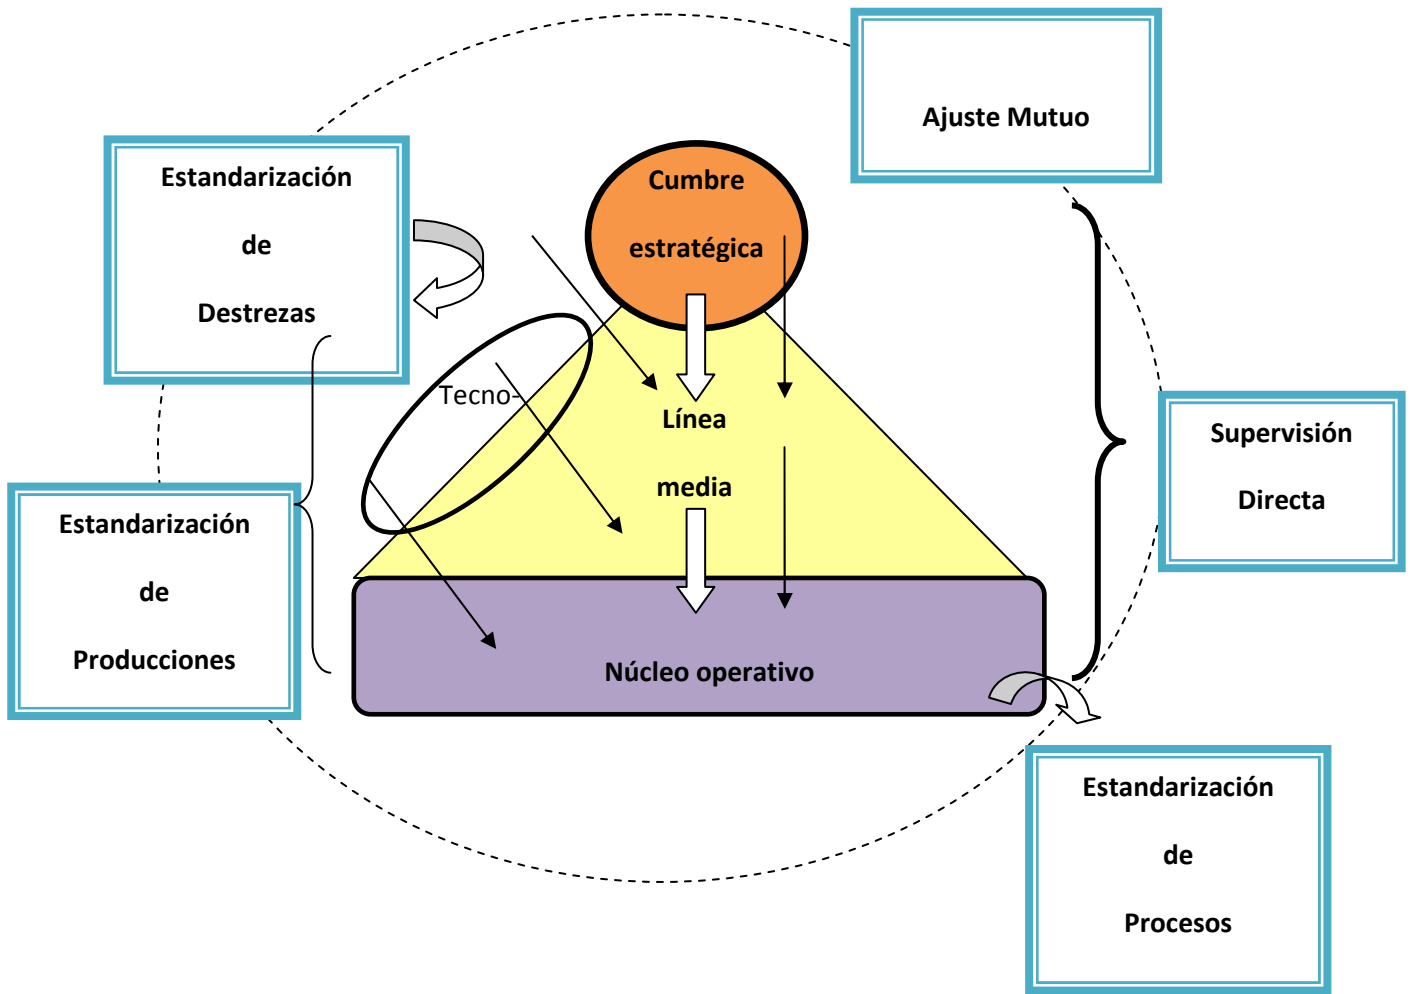 Ajuste Mutuo
Estandarización
de
Destrezas
Cumbre
estratégica
Tecno-
Línea
media
Supervisión
Directa
Estandarización
de
Producciones
Núcleo operativo
Estandarización
de
Procesos